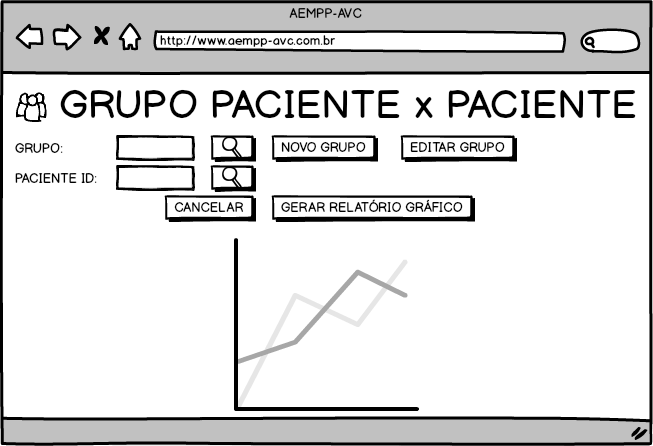 AEMPP-AVC
http://www.aempp-avc.com.br
GRUPO PACIENTE x PACIENTE
GRUPO: NOVO GRUPO EDITAR GRUPO
PACIENTE ID:
CANCELAR GERAR RELATÓRIO GRÁFICO